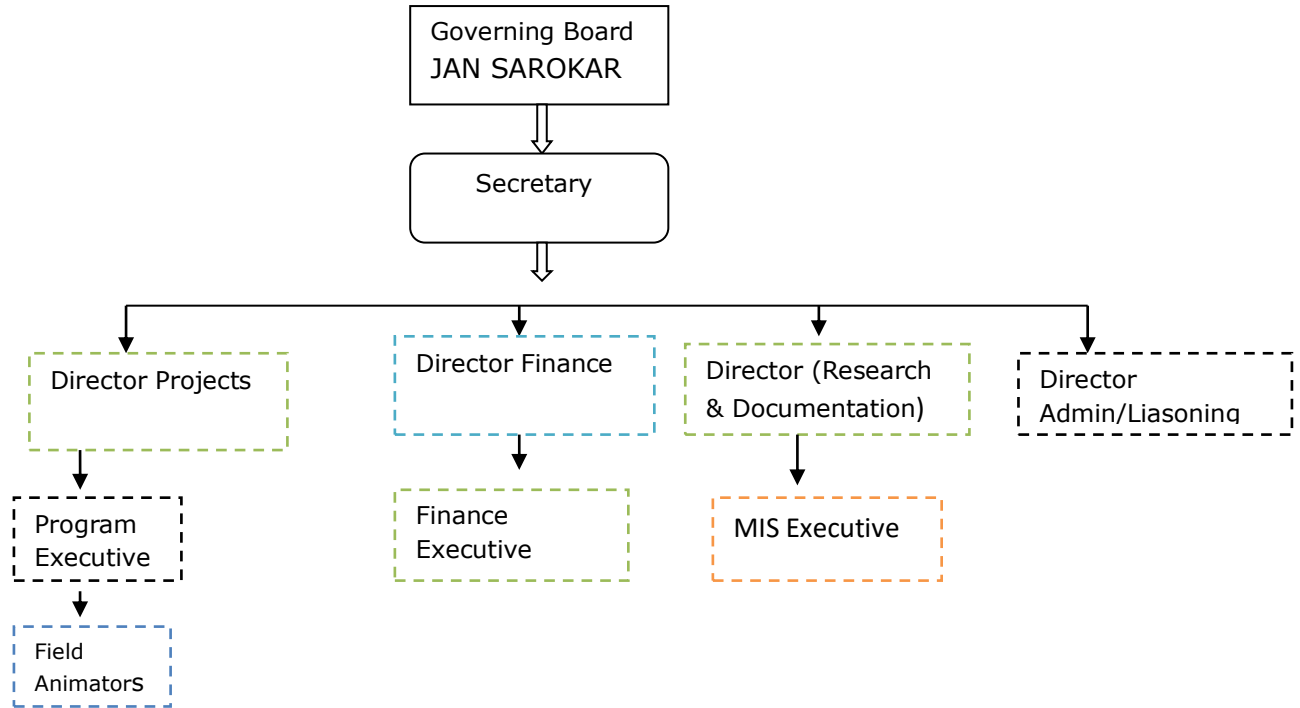 Governing Board
JAN SAROKAR
Secretary
Director Projects
Director Finance
Director (Research
& Documentation)
Director
Admin/Liasoning
Program
Executive
Finance
Executive
MIS Executive
Field
Animators